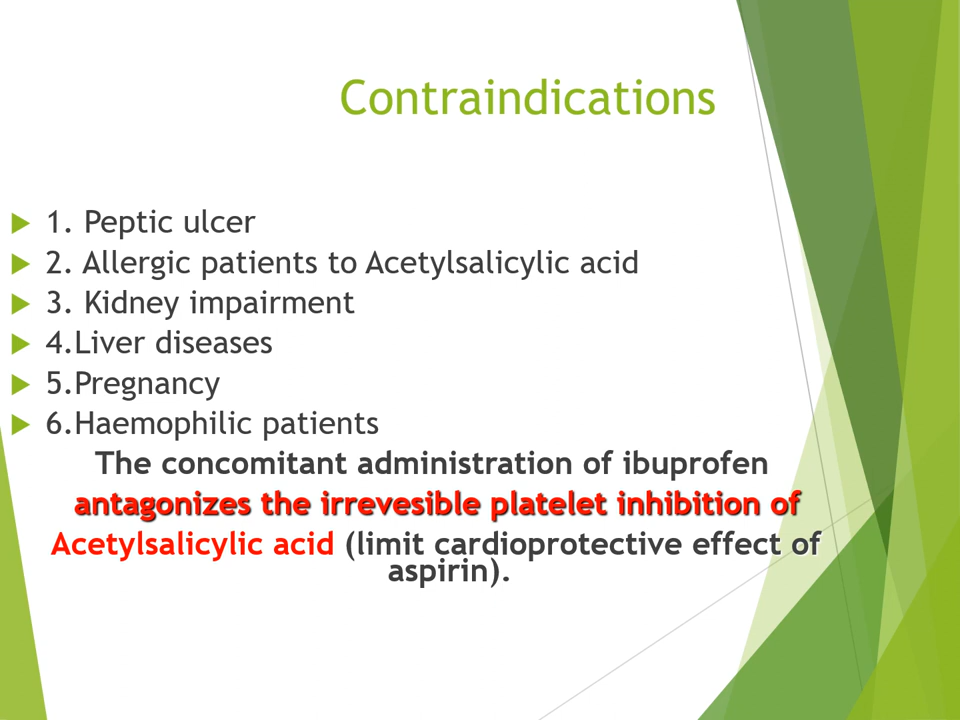 Contraindications
1. Peptic ulcer
2. Allergic patients to Acetylsalicylic acid
3. Kidney impairment
4.Liver diseases
5.Pregnancy
6.Haemophilic patients
The concomitant administration of ibuprofen
antagonizes the irrevesible platelet inhibition of
Acetylsalicylic acid (limit cardioprotective effect of
aspirin).